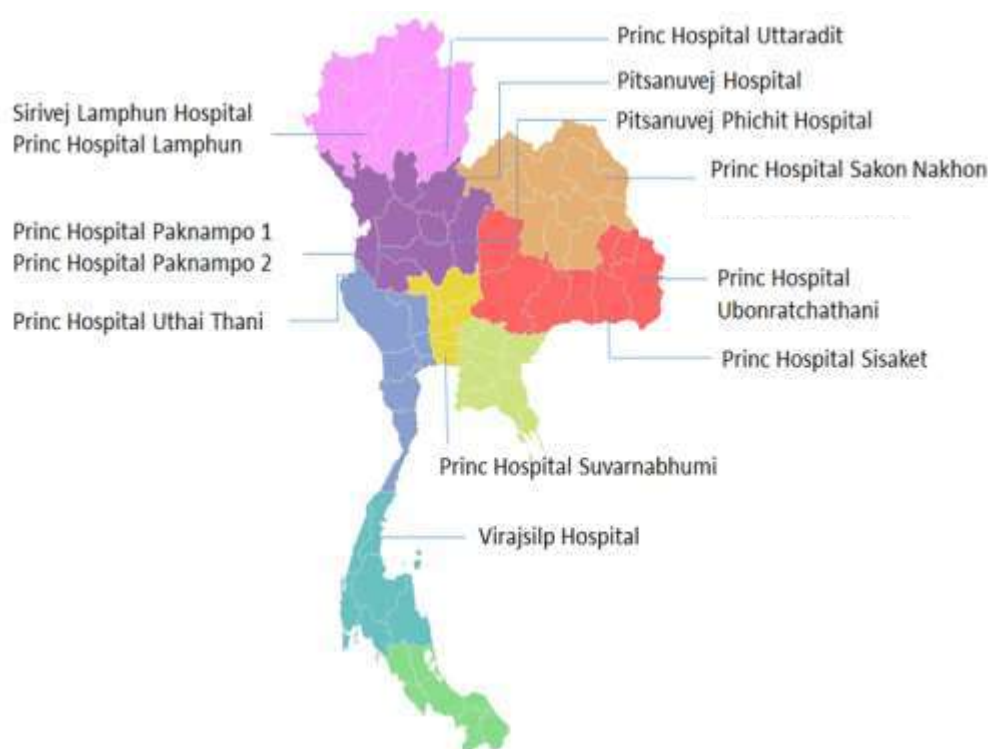 Princ Hospital Uttaradit
Pitsanuvej Hospital
Sirivej Lamphun Hospital
Princ Hospital Lamphun
Pitsanuvej Phichit Hospital
Princ Hospital Sakon Nakhon
Princ Hospital Paknampo 1
Princ Hospital Paknampo 2
Princ Hospital
Ubonratchathani
Princ Hospital Uthai Thani
Princ Hospital Sisaket
Princ Hospital Suvarnabhumi
Virajsilp Hospital